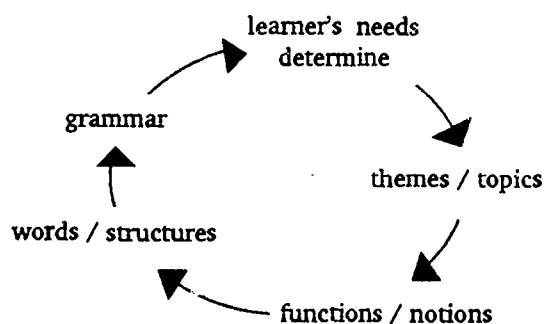 learner's needs
determine
themes / topics
functions / notions
words / structures
grammar